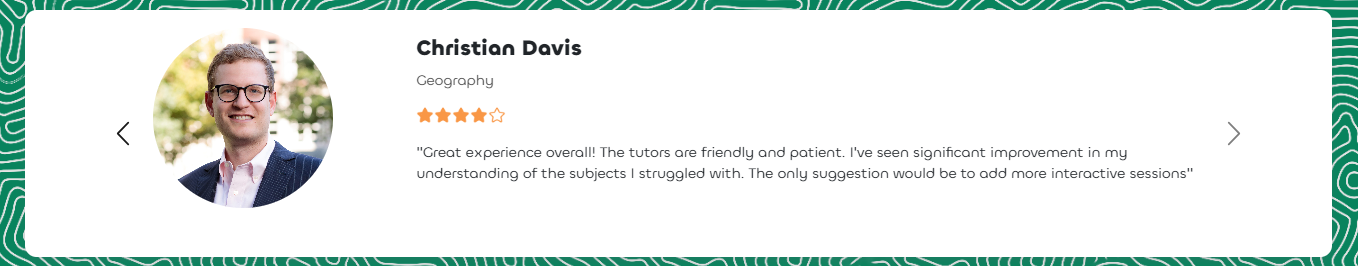 Christian Davis
Geography
"Great experience overall! The tutors are friendly and patient. I've seen significant improvement in my
understanding of the subjects I struggled with. The only suggestion would be to add more interactive sessions"